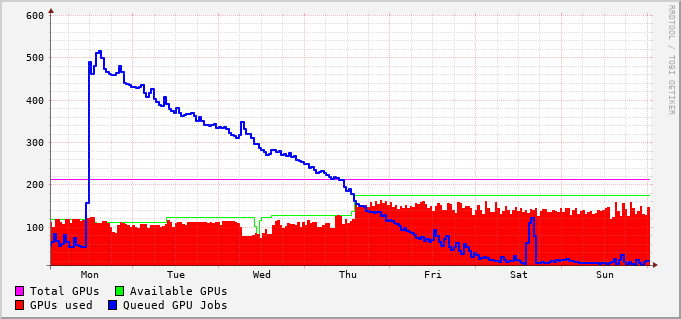 600
500
400
300
200
100
Mon Tue Wed Thu Fri Sat Sun
Total GPUs Available GPUs
GPUs used Queued GPU Jobs
RRDTOOL / TOBI OETIKER